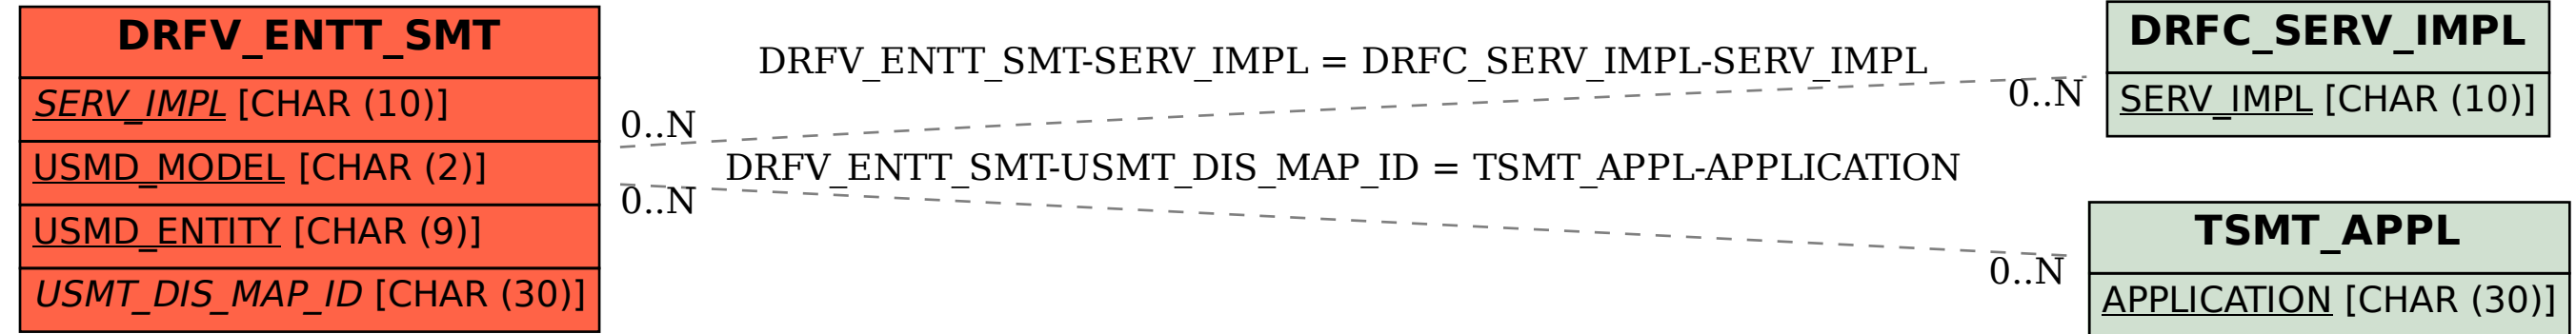 DRFV_ENTT_SMT
SERV_IMPL [CHAR (10)]
USMD_MODEL [CHAR (2)]
USMD_ENTITY [CHAR (9)]
USMT_DIS_MAP_ID [CHAR (30)]
DRFV_ENTT_SMT-SERV_IMPL = DRFC_SERV_IMPL-SERV_IMPL
0..N
0..N
DRFV_ENTT_SMT-USMT_DIS_MAP_ID = TSMT_APPL-APPLICATION
0..N
0..N
DRFC_SERV_IMPL
SERV_IMPL [CHAR (10)]
TSMT_APPL
APPLICATION [CHAR (30)]